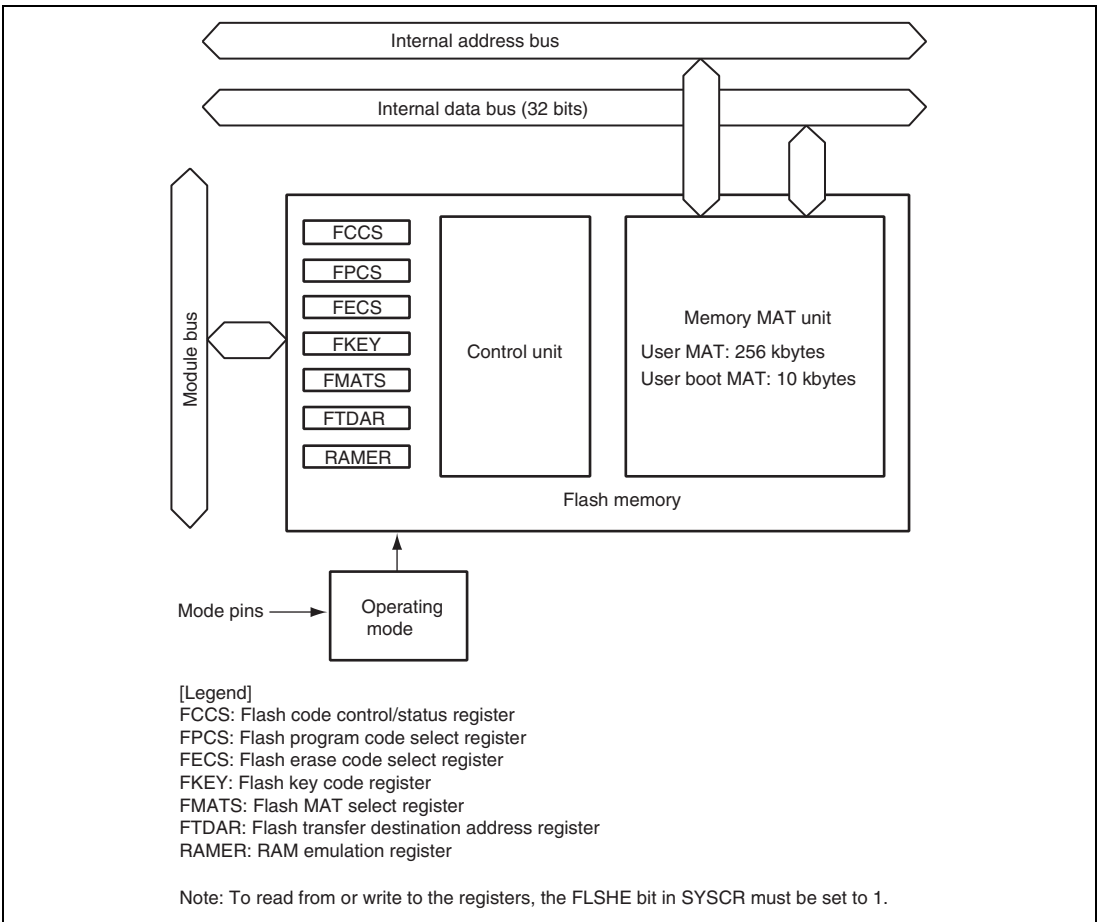 Internal address bus
Internal data bus (32 bits)
Module bus
FCCS
FPCS
FECS
FKEY
FMATS
FTDAR
RAMER
Control unit
Memory MAT unit
User MAT: 256 kbytes
User boot MAT: 10 kbytes
Flash memory
Mode pins
Operating
mode
[Legend]
FCCS: Flash code control/status register
FPCS: Flash program code select register
FECS: Flash erase code select register
FKEY: Flash key code register
FMATS: Flash MAT select register
FTDAR: Flash transfer destination address register
RAMER: RAM emulation register
Note: To read from or write to the registers, the FLSHE bit in SYSCR must be set to 1.